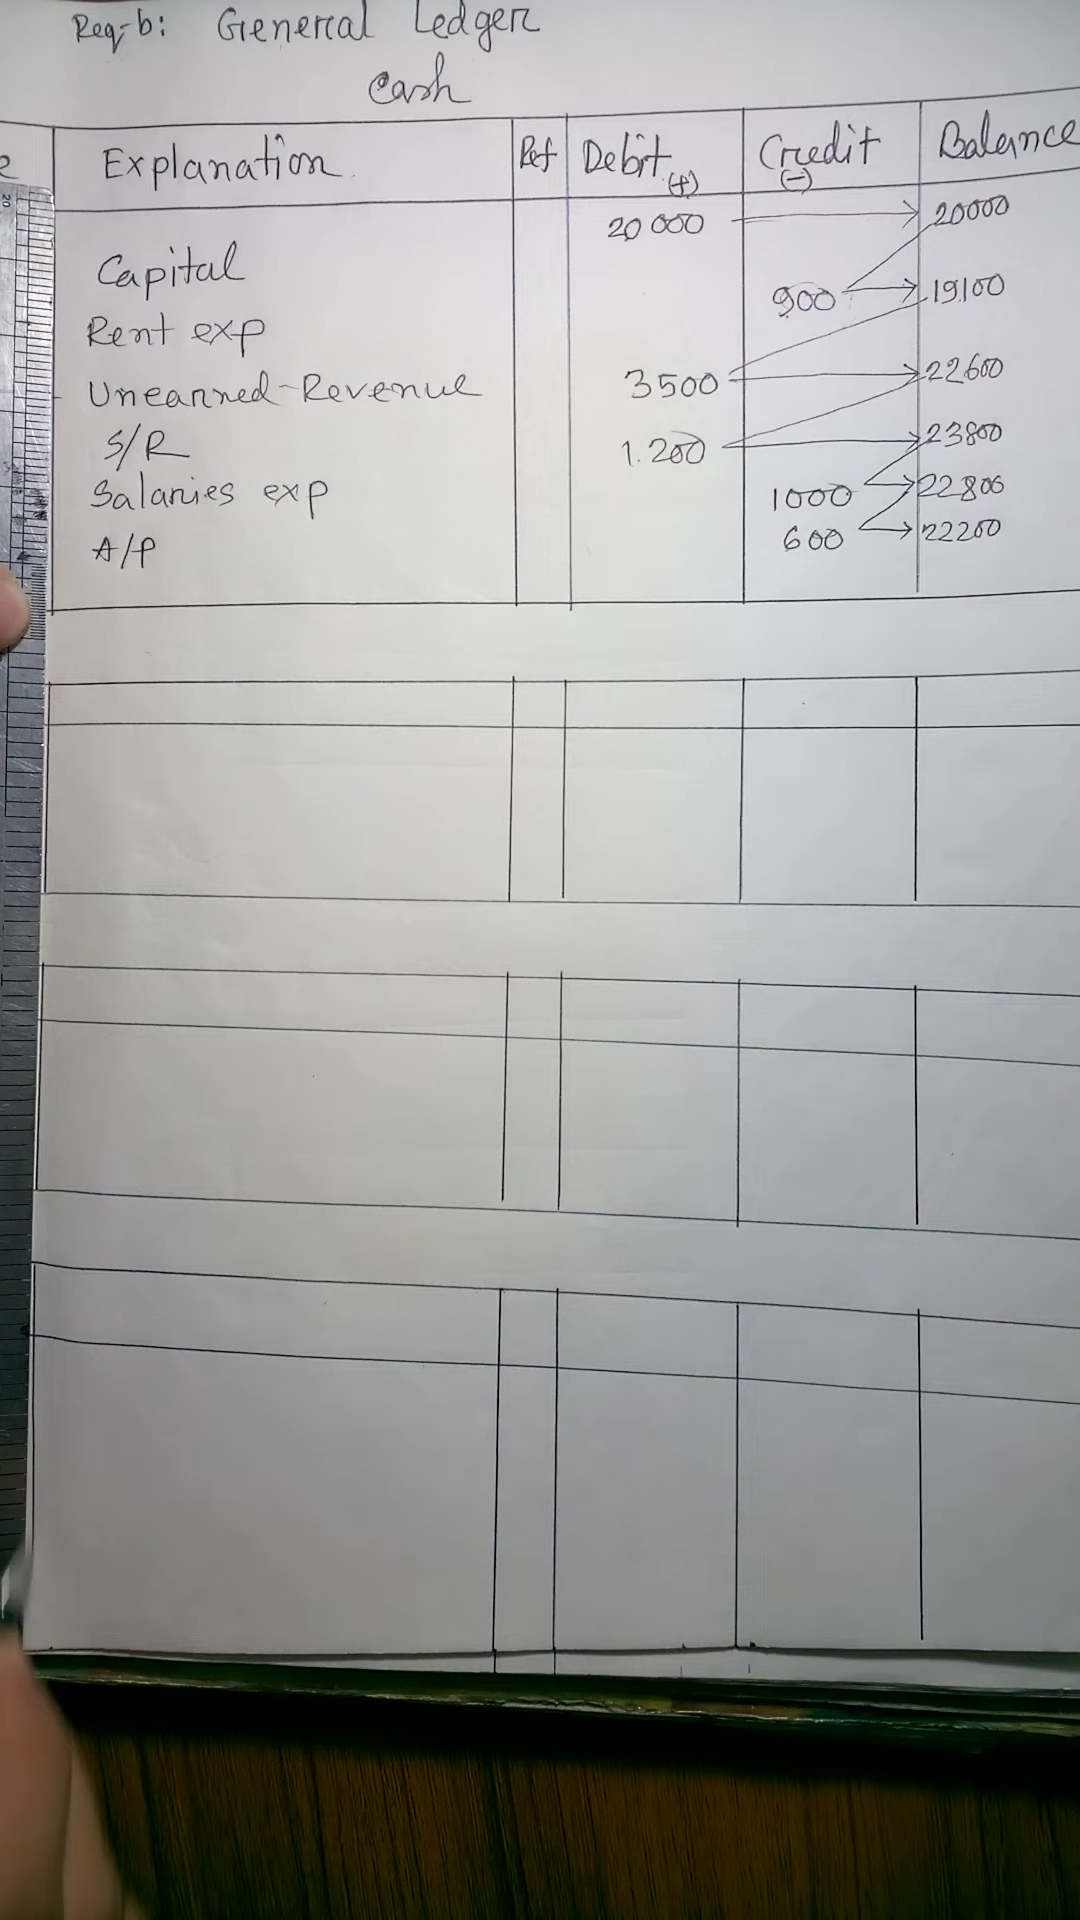 Req-b: General Ledger
Cash
e Explanation Ref Debit (+) Credit (-) Balance
20000 20000
Capital
900 19100
Rent exp
Unearned-Revenue 3500 22600
S/R 1.200 23800
Salaries exp 1000 22800
A/P 600 22200
20